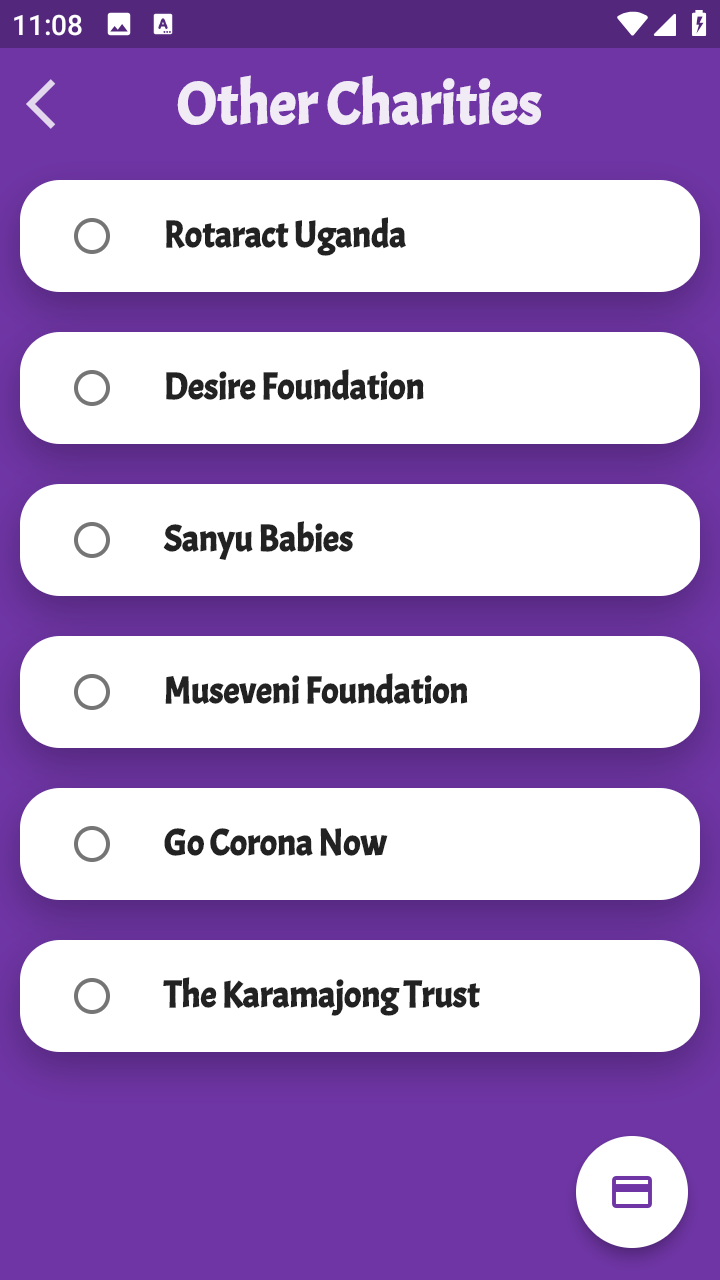 11:08
Other Charities
Rotaract Uganda
Desire Foundation
Sanyu Babies
Museveni Foundation
Go Corona Now
The Karamajong Trust